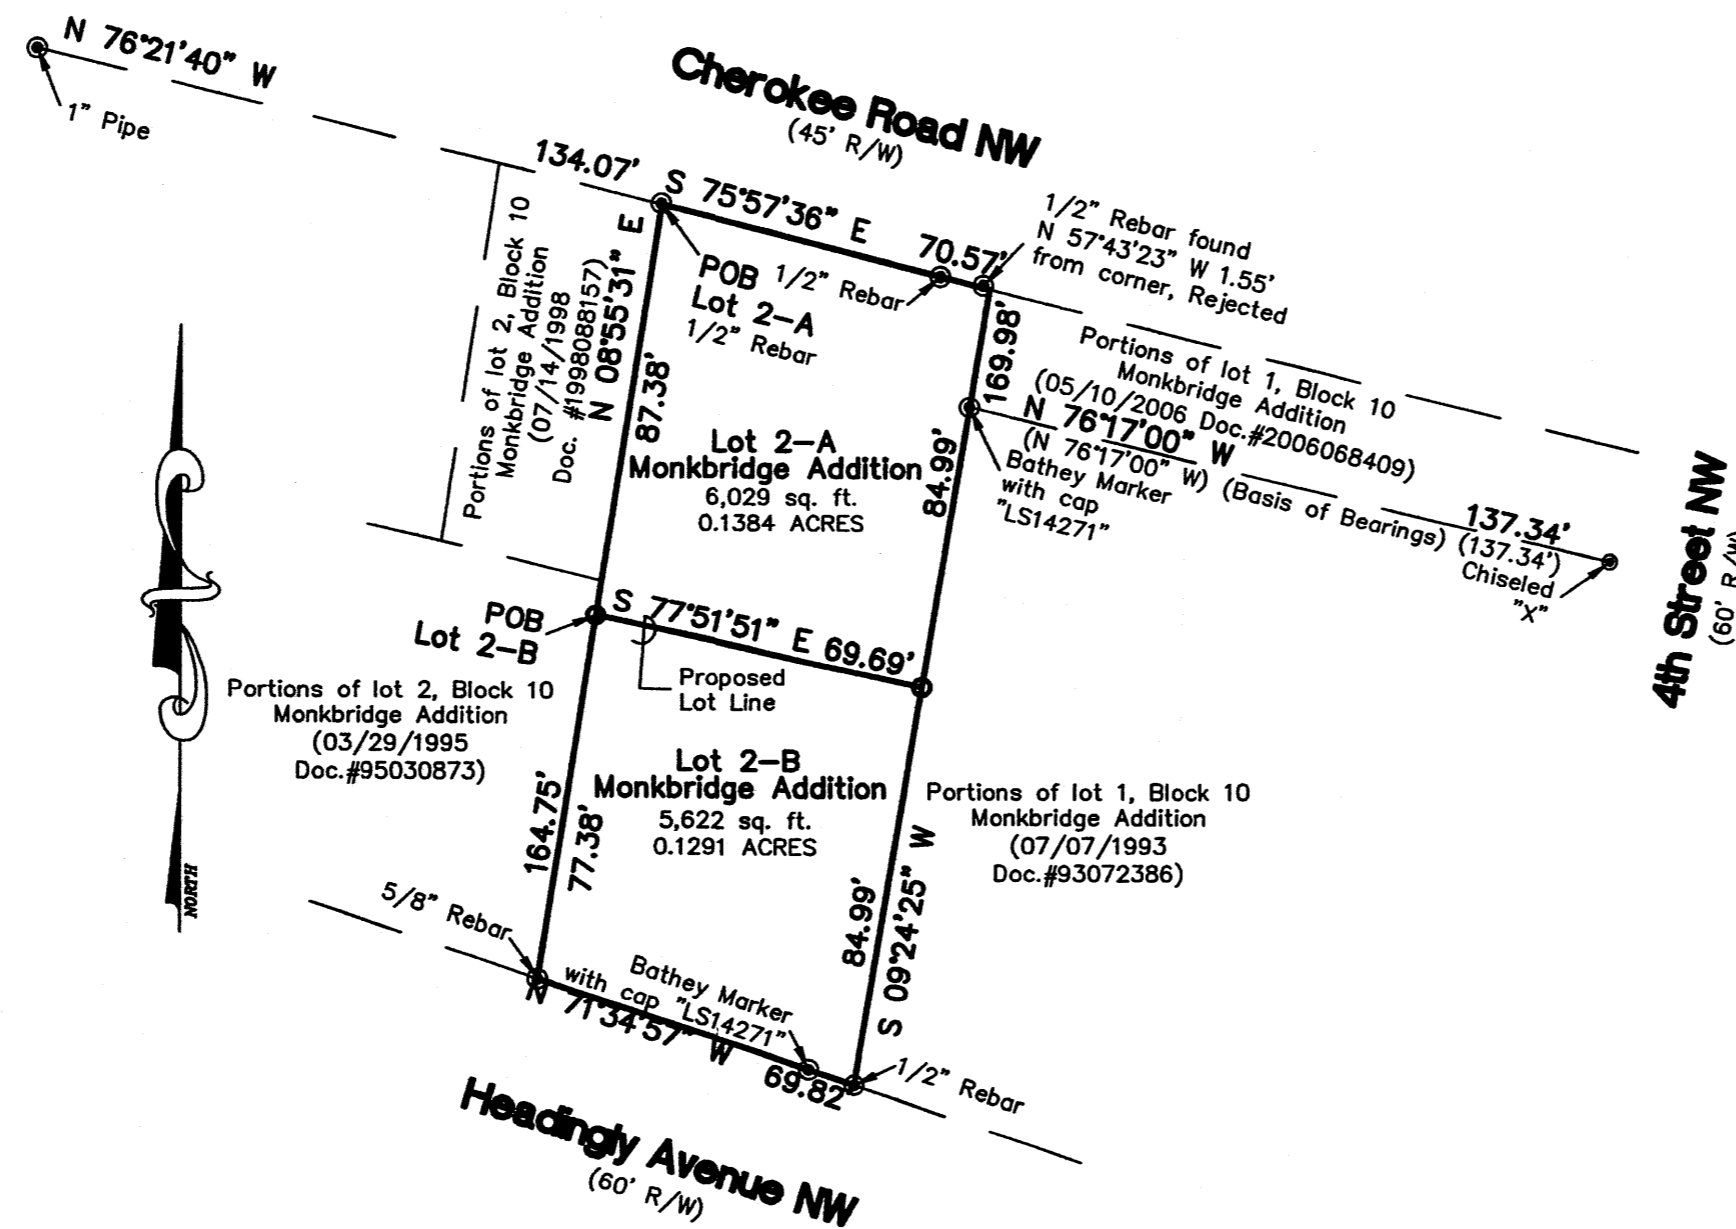 N 76°21'40" W
1" Pipe
Cherokee Road NW
(45' R/W)
134.07'
S 75°57'36" E
70.57'
1/2" Rebar found
N 57°43'23" W 1.55'
from corner, Rejected
POB
Lot 2-A
1/2" Rebar
1/2" Rebar
Portions of lot 2, Block 10
Monkbridge Addition
(07/14/1998
Doc. #1998088157)
N 08°55'31" E
87.38'
169.98'
84.99'
Portions of lot 1, Block 10
Monkbridge Addition
(05/10/2006 Doc.#2006068409)
N 76°17'00" W
(N 76°17'00" W) (Basis of Bearings)
137.34'
(137.34')
Chiseled
"X"
Bathey Marker
with cap
"LS14271"
4th Street NW
(60' R/W)
Lot 2-A
Monkbridge Addition
6,029 sq. ft.
0.1384 ACRES
POB
Lot 2-B
S 77°51'51" E 69.69'
Proposed
Lot Line
Portions of lot 2, Block 10
Monkbridge Addition
(03/29/1995
Doc.#95030873)
Lot 2-B
Monkbridge Addition
5,622 sq. ft.
0.1291 ACRES
Portions of lot 1, Block 10
Monkbridge Addition
(07/07/1993
Doc.#93072386)
164.75'
77.38'
84.99'
S 09°24'25" W
NORTH
5/8" Rebar
Bathey Marker
with cap "LS14271"
N 71°34'57" W
69.82'
1/2" Rebar
Headingly Avenue NW
(60' R/W)